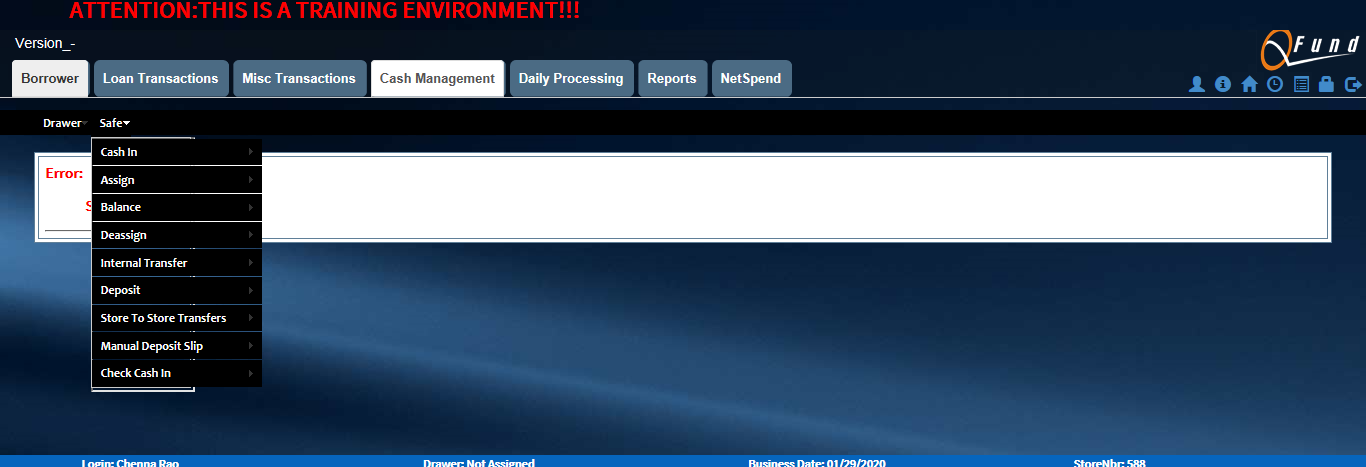 ATTENTION:THIS IS A TRAINING ENVIRONMENT!!!
Version_-
Fund
Borrower Loan Transactions Misc Transactions Cash Management Daily Processing Reports NetSpend
Drawer Safe
Cash In
Error:
Assign
Balance
Deassign
Internal Transfer
Deposit
Store To Store Transfers
Manual Deposit Slip
Check Cash In
Login: Chenna Rao Drawer: Not Assigned Business Date: 01/29/2020 StoreNbr: 588